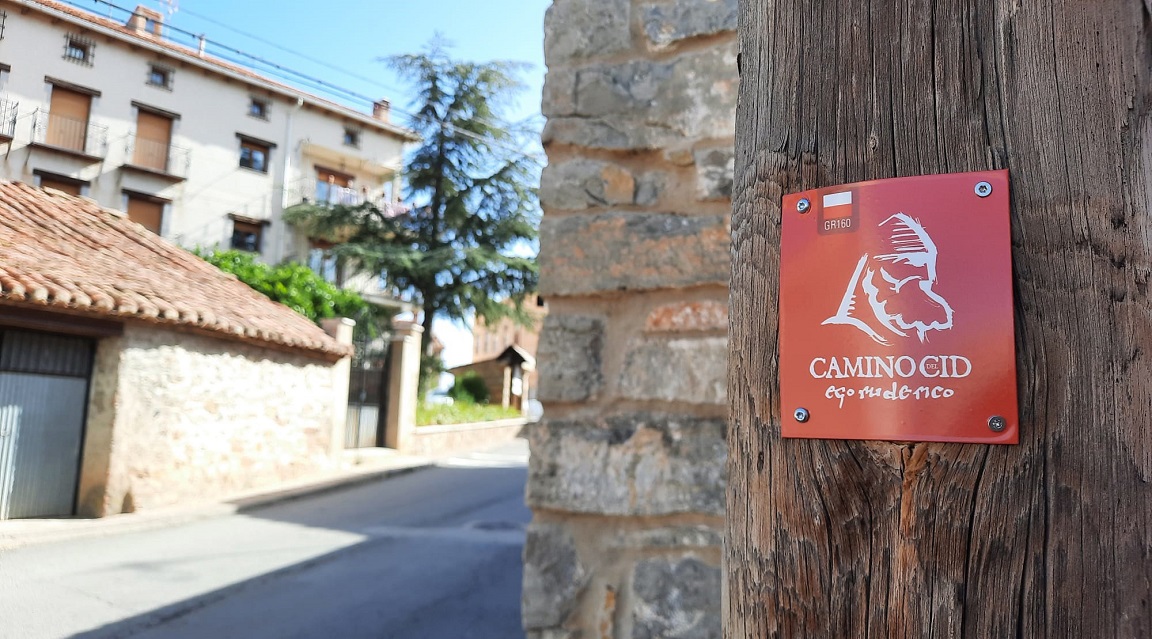 GR160
CAMINO DEL CID
ego ruderico